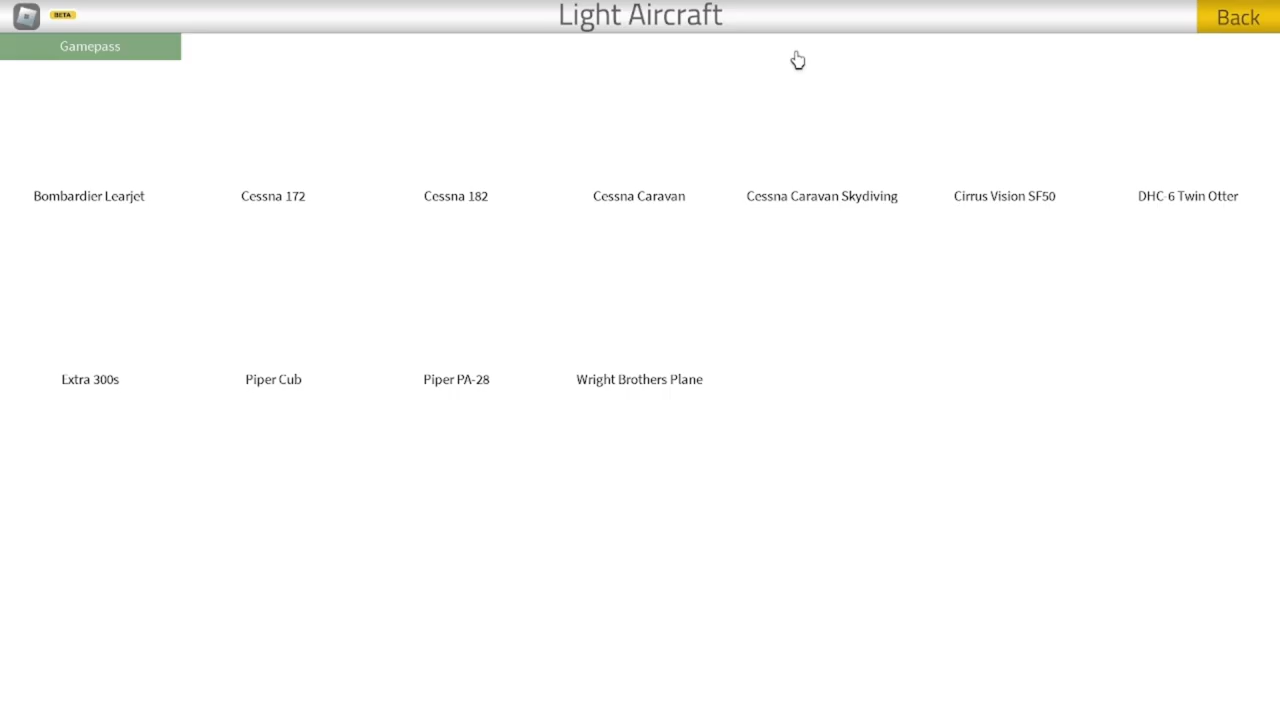 BETA
Light Aircraft
Back
Gamepass
Bombardier Learjet
Cessna 172
Cessna 182
Cessna Caravan
Cessna Caravan Skydiving
Cirrus Vision SF50
DHC-6 Twin Otter
Extra 300s
Piper Cub
Piper PA-28
Wright Brothers Plane